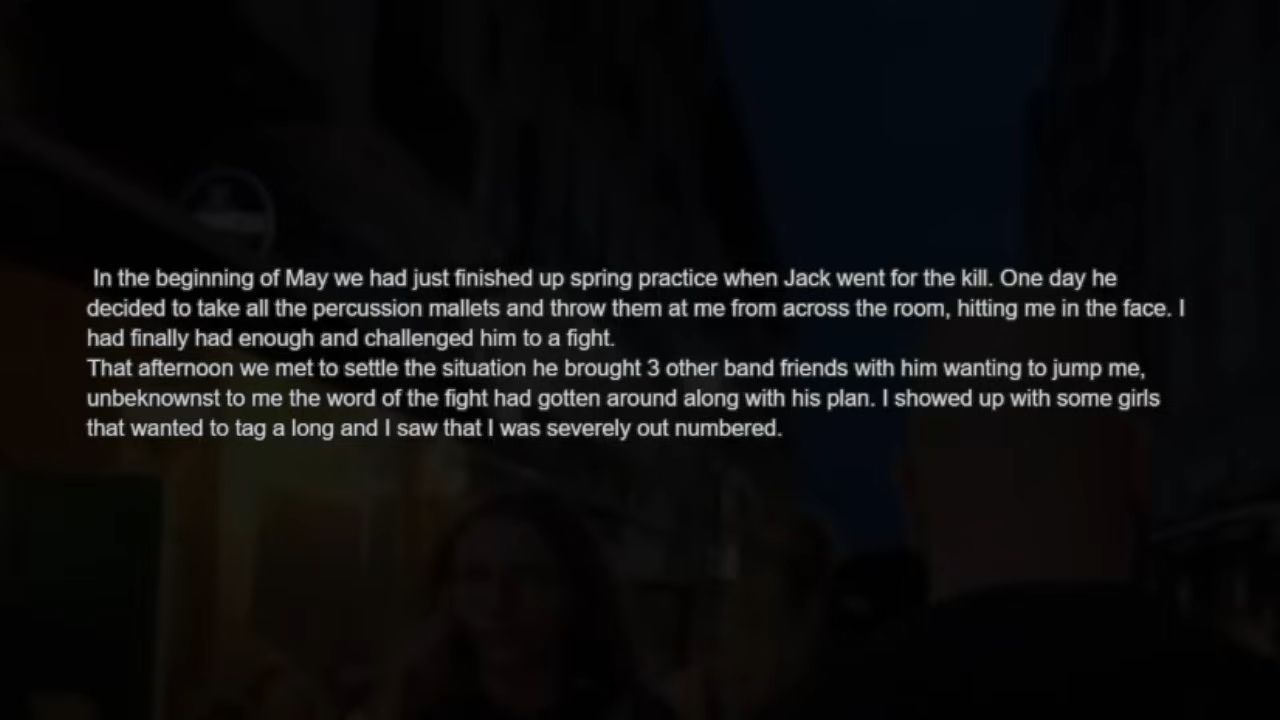 In the beginning of May we had just finished up spring practice when Jack went for the kill. One day he
decided to take all the percussion mallets and throw them at me from across the room, hitting me in the face. I
had finally had enough and challenged him to a fight.
That afternoon we met to settle the situation he brought 3 other band friends with him wanting to jump me,
unbeknownst to me the word of the fight had gotten around along with his plan. I showed up with some girls
that wanted to tag a long and I saw that I was severely out numbered.